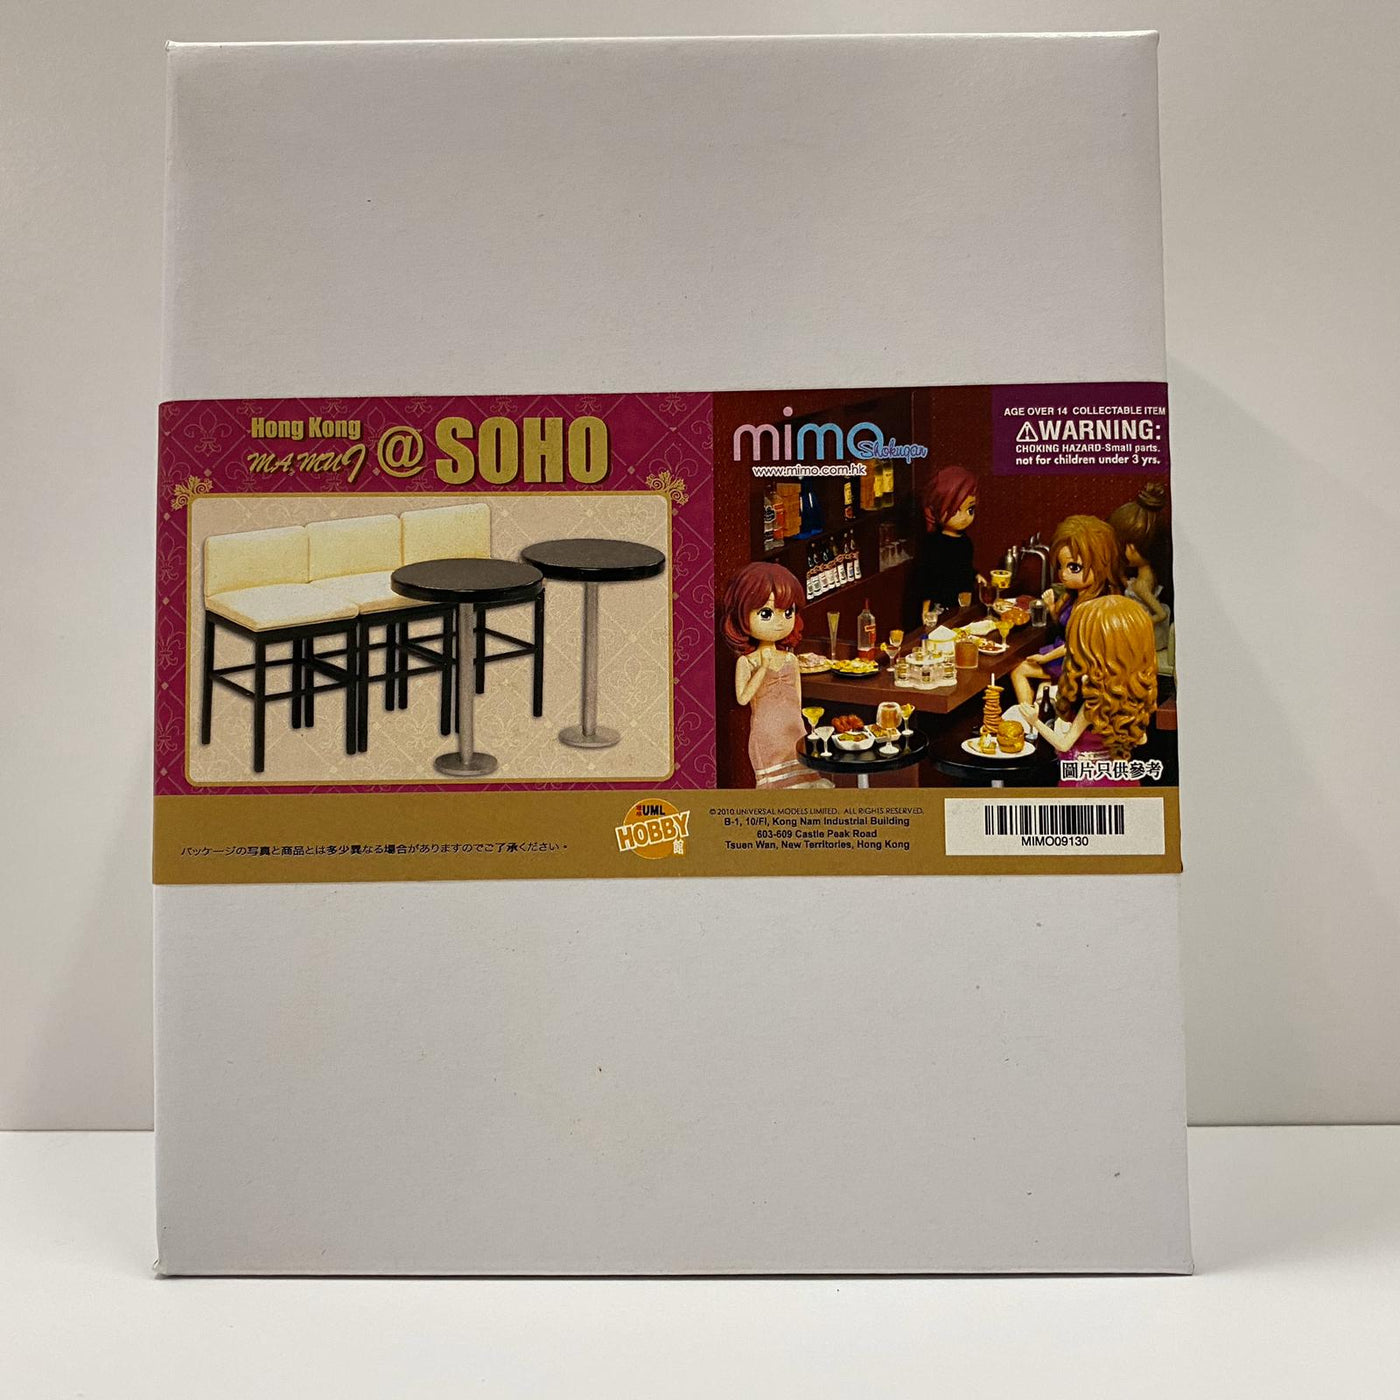 Hong Kong
MA, MUI
@ SOHO
mimo
Shokugan
www.mimo.com.hk
AGE OVER 14 COLLECTABLE ITEM
⚠WARNING:
CHOKING HAZARD-Small parts.
not for children under 3 yrs.
圖片只供參考
パッケージの写真と商品とは多少異なる場合がありますのでご了承ください・
UML
HOBBY
館
©2010 UNIVERSAL MODELS LIMITED. ALL RIGHTS RESERVED.
B-1, 10/Fl, Kong Nam Industrial Building
603-609 Castle Peak Road
Tsuen Wan, New Territories, Hong Kong
MIMO09130